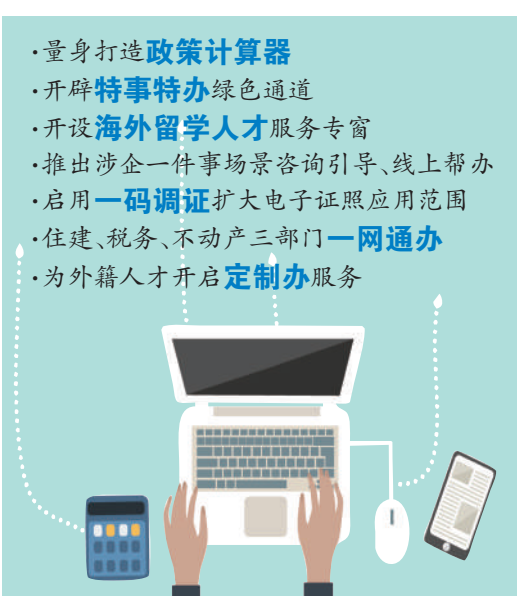 ·量身打造政策计算器
·开辟特事特办绿色通道
·开设海外留学人才服务专窗
·推出涉企一件事场景咨询引导、线上帮办
·启用一码调证扩大电子证照应用范围
·住建、税务、不动产三部门一网通办
·为外籍人才开启定制办服务